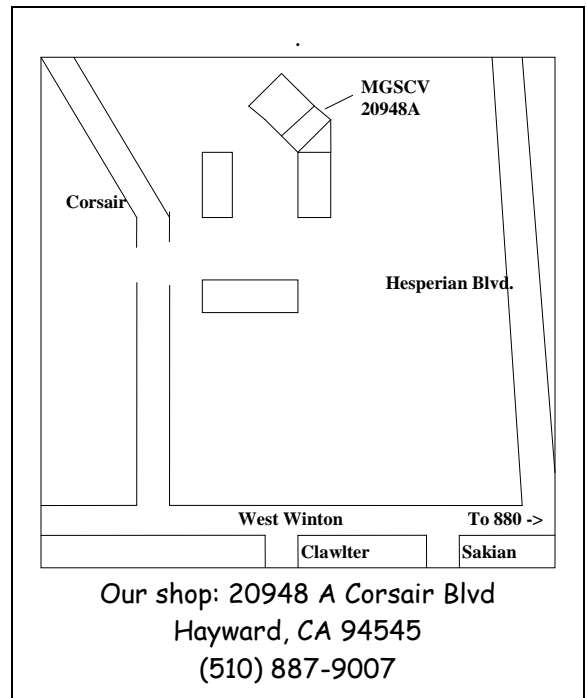 MGSCV
20948A
Corsair
Hesperian Blvd.
West Winton
To 880 ->
Clawlter
Sakian
Our shop: 20948 A Corsair Blvd
Hayward, CA 94545
(510) 887-9007